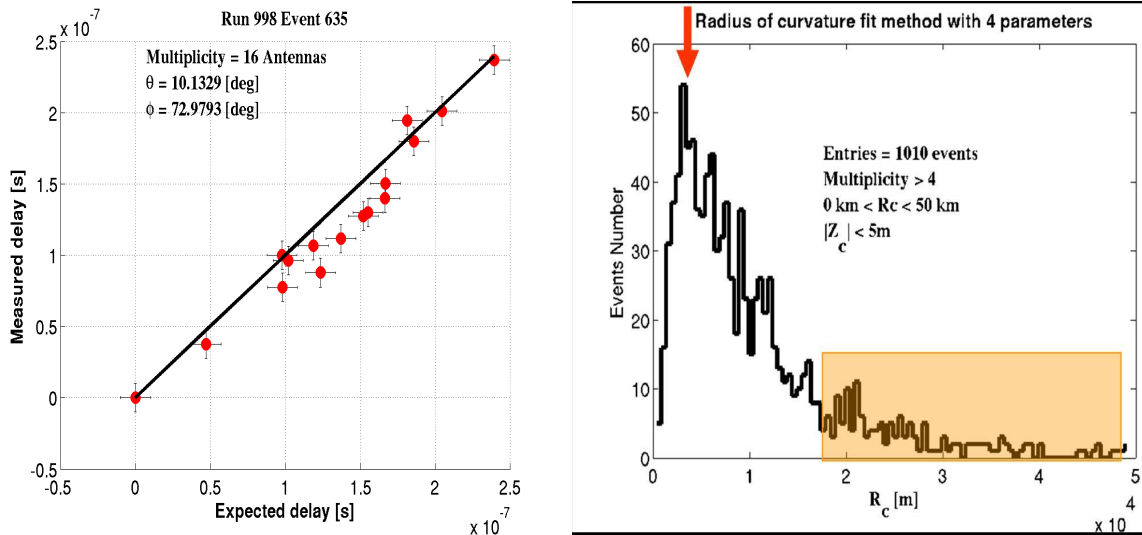 Run 998 Event 635
x 10^-7
Multiplicity = 16 Antennas
θ = 10.1329 [deg]
ϕ = 72.9793 [deg]
Measured delay [s]
2.5
2
1.5
1
0.5
0
-0.5
-0.5 0 0.5 1 1.5 2 2.5
Expected delay [s]
x 10^-7
Radius of curvature fit method with 4 parameters
Events Number
60
50
40
30
20
10
0
Entries = 1010 events
Multiplicity > 4
0 km < Rc < 50 km
|Z_c| < 5m
0 1 2 3 4 5
R_c [m]
x 10^4